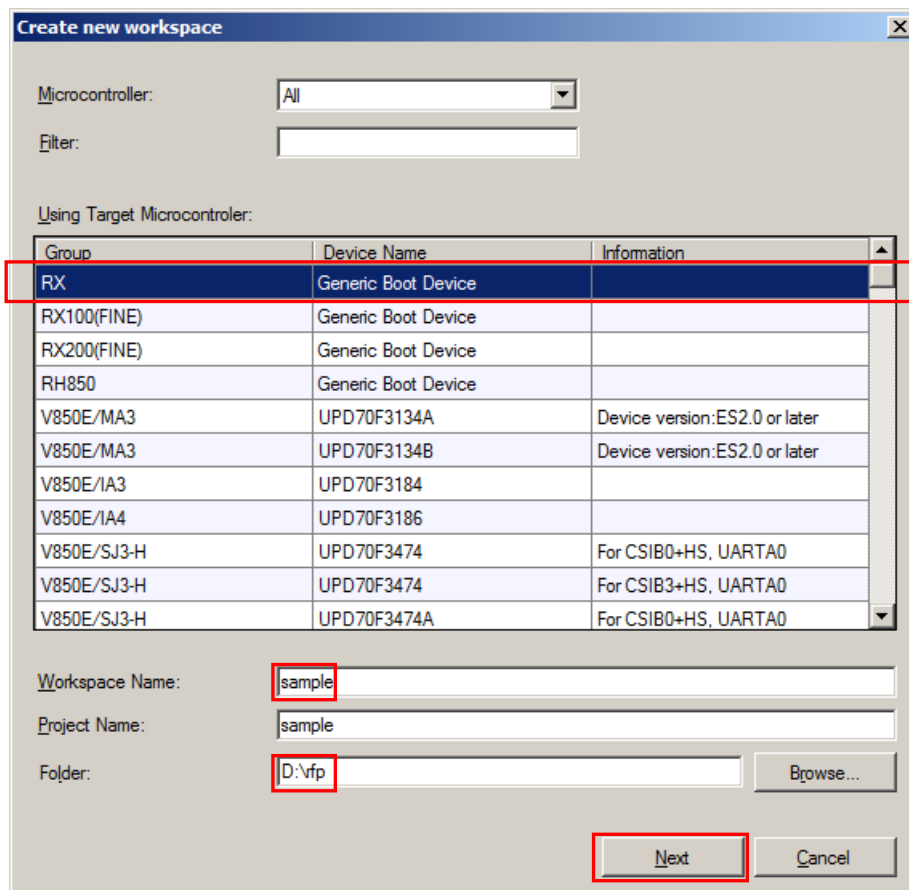 Create new workspace
Microcontroller: All
Filter:
Using Target Microcontroler:
Group Device Name Information
RX Generic Boot Device
RX100(FINE) Generic Boot Device
RX200(FINE) Generic Boot Device
RH850 Generic Boot Device
V850E/MA3 UPD70F3134A Device version:ES2.0 or later
V850E/MA3 UPD70F3134B Device version:ES2.0 or later
V850E/IA3 UPD70F3184
V850E/IA4 UPD70F3186
V850E/SJ3-H UPD70F3474 For CSIB0+HS, UARTA0
V850E/SJ3-H UPD70F3474 For CSIB3+HS, UARTA0
V850E/SJ3-H UPD70F3474A For CSIB0+HS, UARTA0
Workspace Name: sample
Project Name: sample
Folder: D:\rfp Browse...
Next Cancel